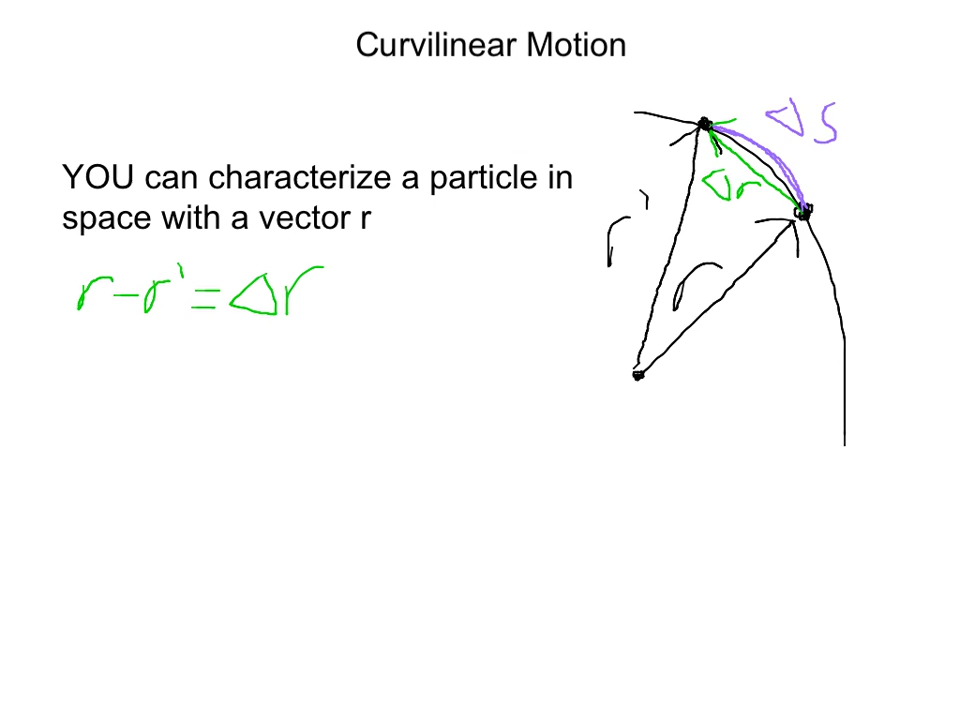 Curvilinear Motion
YOU can characterize a particle in
space with a vector r
r-r'=Δr
Δs
Δr
r'
r